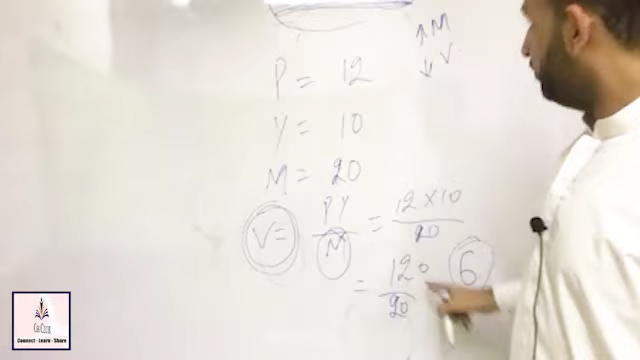 ↑M
↓V
P = 12
Y = 10
M = 20
V = PY/M = 12×10/20
= 120/20 6
Connect - Learn - Share